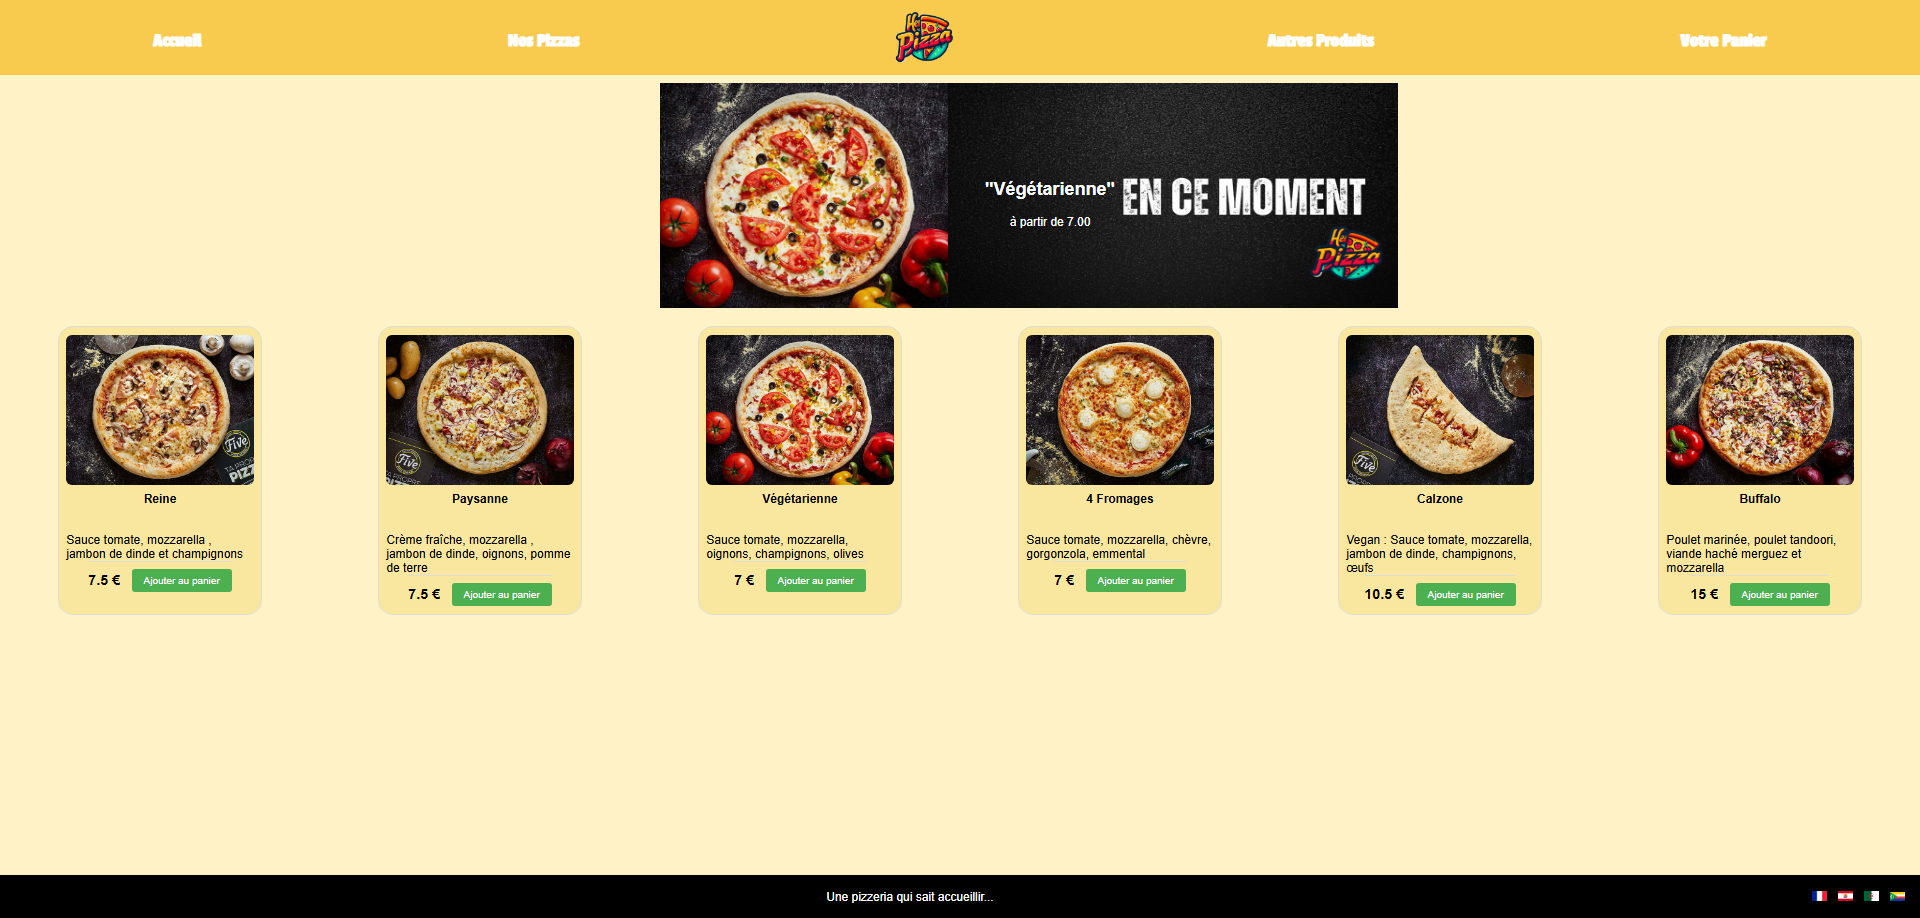 Accueil
Nos Pizzas
Hey
Pizza
Autres Produits
Votre Panier
"Végétarienne"
à partir de 7.00
EN CE MOMENT
Pizza
Five
Five
Five
Reine
Paysanne
Végétarienne
4 Fromages
Calzone
Buffalo
Sauce tomate, mozzarella ,
jambon de dinde et champignons
7.5 €
Ajouter au panier
Crème fraîche, mozzarella ,
jambon de dinde, oignons, pomme
de terre
7.5 €
Ajouter au panier
Sauce tomate, mozzarella,
oignons, champignons, olives
7 €
Ajouter au panier
Sauce tomate, mozzarella, chèvre,
gorgonzola, emmental
7 €
Ajouter au panier
Vegan : Sauce tomate, mozzarella,
jambon de dinde, champignons,
œufs
10.5 €
Ajouter au panier
Poulet marinée, poulet tandoori,
viande haché merguez et
mozzarella
15 €
Ajouter au panier
Une pizzeria qui sait accueillir...